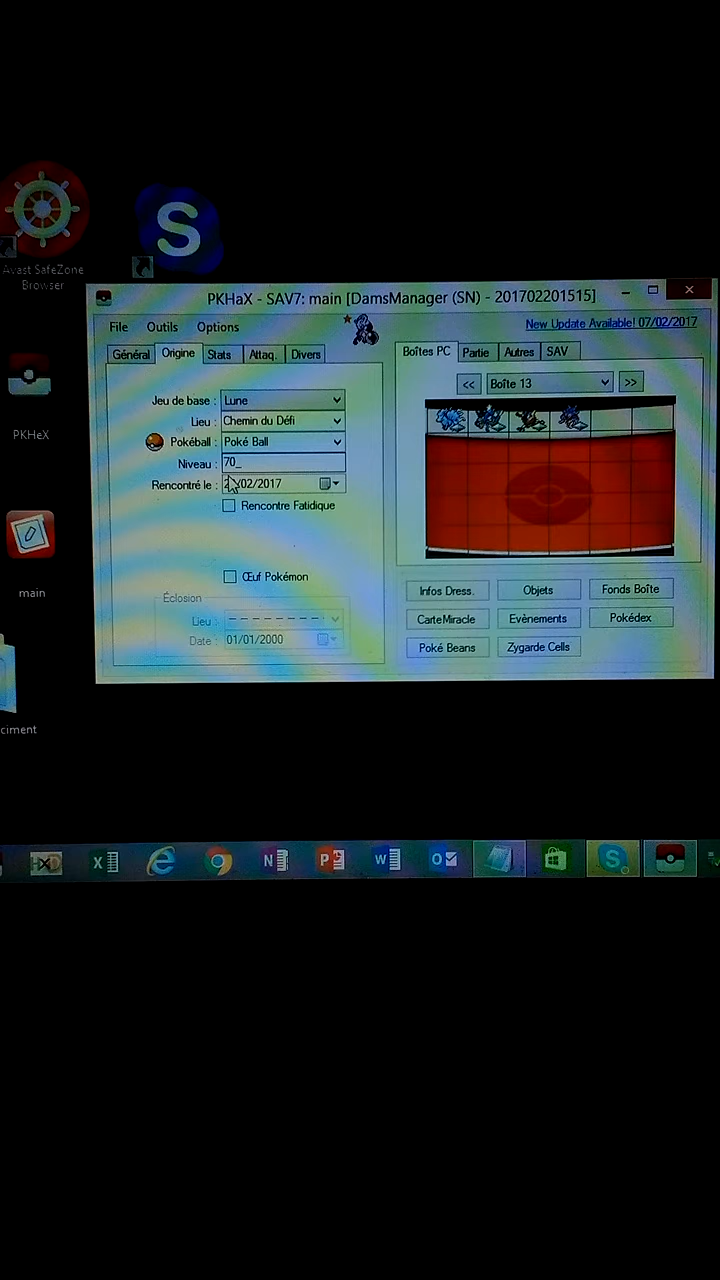 S
Avast SafeZone
Browser
PKHaX - SAV7: main [DamsManager (SN) - 201702201515]
File Outils Options
New Update Available! 07/02/2017
Général Origine Stats Attaq. Divers
Boîtes PC Partie Autres SAV
<< Boîte 13 >>
Jeu de base : Lune
Lieu : Chemin du Défi
Pokéball : Poké Ball
Niveau : 70_
Rencontré le : /02/2017
Rencontre Fatidique
Œuf Pokémon
Éclosion
Lieu :
Date : 01/01/2000
Infos Dress. Objets Fonds Boîte
CarteMiracle Evènements Pokédex
Poké Beans Zygarde Cells
PKHeX
main
ciment
X N P W O S